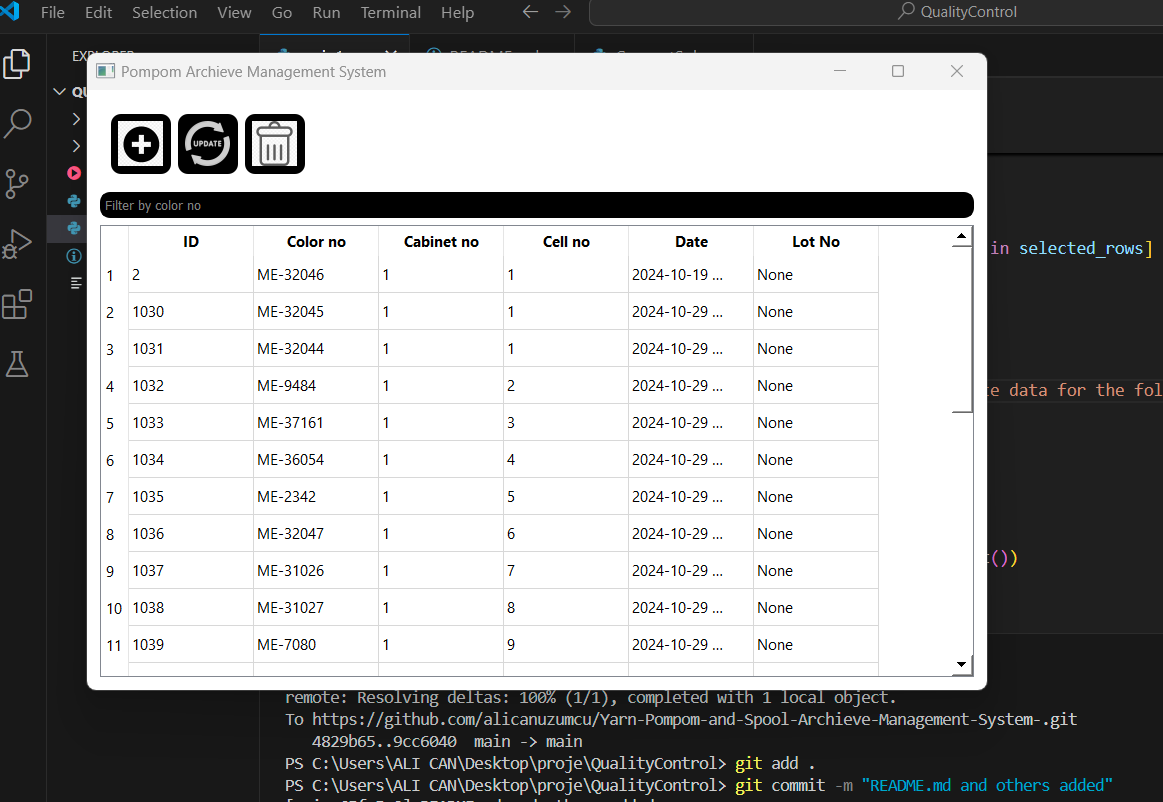 File Edit Selection View Go Run Terminal Help QualityControl
Pompom Archieve Management System
UPDATE
Filter by color no
ID Color no Cabinet no Cell no Date Lot No
1 2 ME-32046 1 1 2024-10-19 ... None
2 1030 ME-32045 1 1 2024-10-29 ... None
3 1031 ME-32044 1 1 2024-10-29 ... None
4 1032 ME-9484 1 2 2024-10-29 ... None
5 1033 ME-37161 1 3 2024-10-29 ... None
6 1034 ME-36054 1 4 2024-10-29 ... None
7 1035 ME-2342 1 5 2024-10-29 ... None
8 1036 ME-32047 1 6 2024-10-29 ... None
9 1037 ME-31026 1 7 2024-10-29 ... None
10 1038 ME-31027 1 8 2024-10-29 ... None
11 1039 ME-7080 1 9 2024-10-29 ... None
in selected_rows]
data for the fol
())
remote: Resolving deltas: 100% (1/1), completed with 1 local object.
To https://github.com/alicanuzumcu/Yarn-Pompom-and-Spool-Archieve-Management-System-.git
4829b65..9cc6040 main -> main
PS C:\Users\ALI CAN\Desktop\proje\QualityControl> git add .
PS C:\Users\ALI CAN\Desktop\proje\QualityControl> git commit -m "README.md and others added"